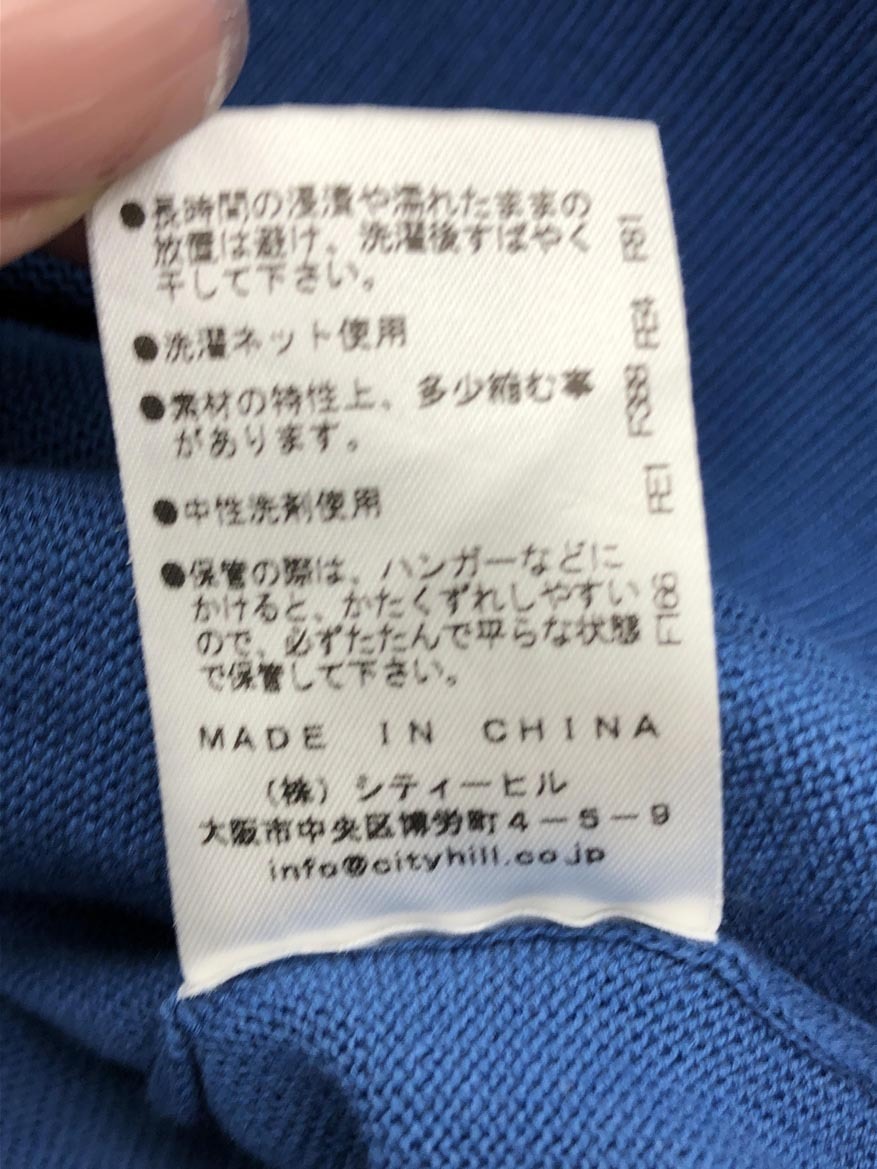 ●長時間の浸漬や濡れたままの
放置は避け、洗濯後すばやく
干して下さい。
●洗濯ネット使用
●素材の特性上、多少縮む事
があります。
●中性洗剤使用
●保管の際は、ハンガーなどに
かけると、かたくずれしやすい
ので、必ずたたんで平らな状態
で保管して下さい。
MADE IN CHINA
(株)シティーヒル
大阪市中央区博労町4-5-9
info@cityhill.co.jp
FE1
F166